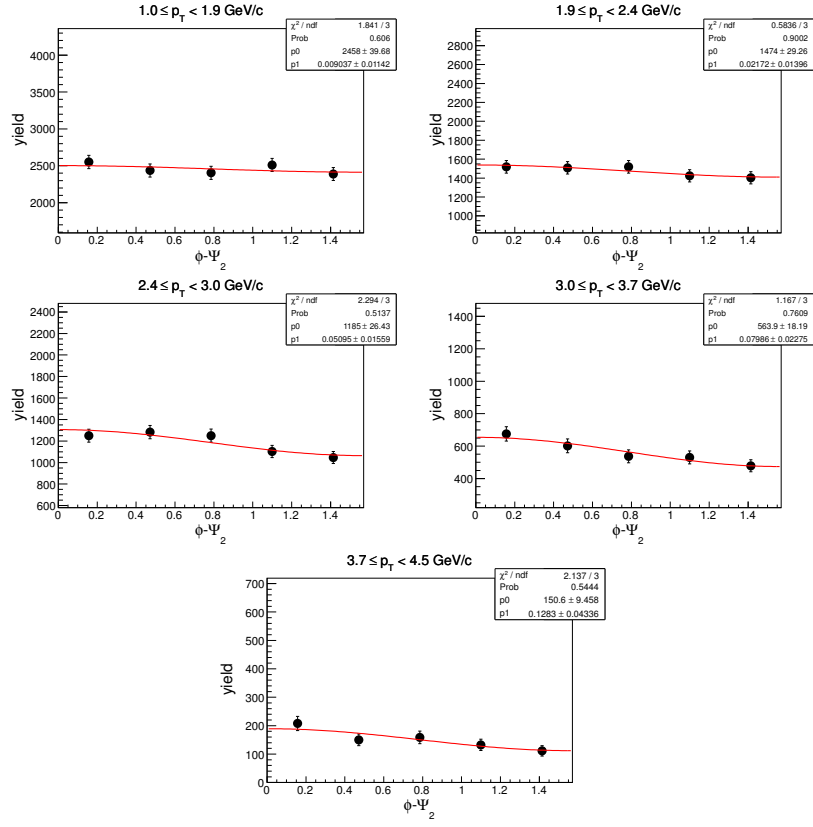 1.0 ≤ p_T < 1.9 GeV/c
χ² / ndf 1.841 / 3
Prob 0.606
p0 2458 ± 39.68
p1 0.009037 ± 0.01142
yield
4000
3500
3000
2500
2000
0 0.2 0.4 0.6 0.8 1 1.2 1.4
ϕ-Ψ_2
1.9 ≤ p_T < 2.4 GeV/c
χ² / ndf 0.5836 / 3
Prob 0.9002
p0 1474 ± 29.26
p1 0.02172 ± 0.01396
yield
2800
2600
2400
2200
2000
1800
1600
1400
1200
1000
0 0.2 0.4 0.6 0.8 1 1.2 1.4
ϕ-Ψ_2
2.4 ≤ p_T < 3.0 GeV/c
χ² / ndf 2.294 / 3
Prob 0.5137
p0 1185 ± 26.43
p1 0.05095 ± 0.01559
yield
2400
2200
2000
1800
1600
1400
1200
1000
800
600
0 0.2 0.4 0.6 0.8 1 1.2 1.4
ϕ-Ψ_2
3.0 ≤ p_T < 3.7 GeV/c
χ² / ndf 1.167 / 3
Prob 0.7609
p0 563.9 ± 18.19
p1 0.07986 ± 0.02275
yield
1400
1200
1000
800
600
400
0 0.2 0.4 0.6 0.8 1 1.2 1.4
ϕ-Ψ_2
3.7 ≤ p_T < 4.5 GeV/c
χ² / ndf 2.137 / 3
Prob 0.5444
p0 150.6 ± 9.458
p1 0.1283 ± 0.04336
yield
700
600
500
400
300
200
100
0
0 0.2 0.4 0.6 0.8 1 1.2 1.4
ϕ-Ψ_2